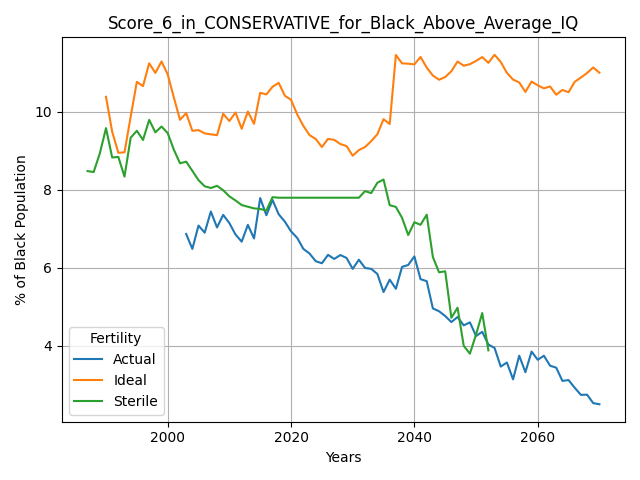 Score_6_in_CONSERVATIVE_for_Black_Above_Average_IQ
% of Black Population
10
8
6
4
Fertility
Actual
Ideal
Sterile
2000
2020
2040
2060
Years